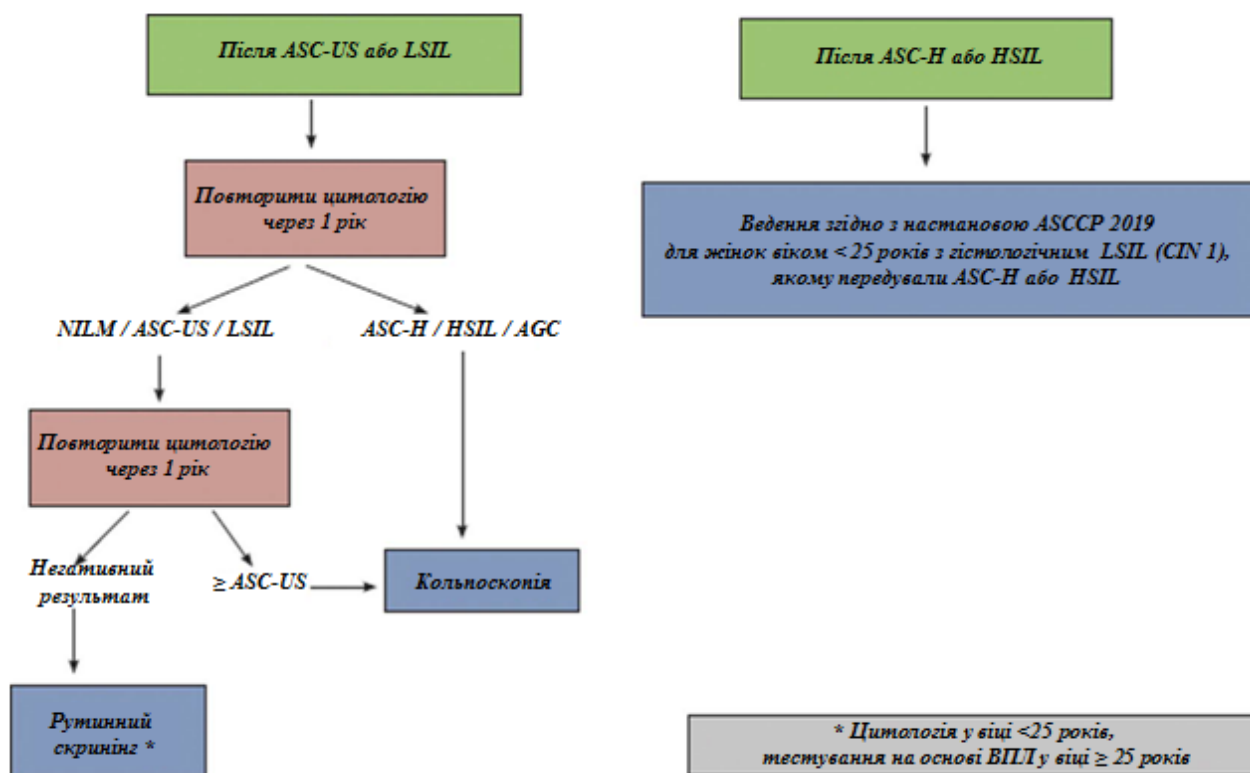 Після ASC-US або LSIL
Повторити цитологію
через 1 рік
NILM / ASC-US / LSIL
ASC-H / HSIL / AGC
Повторити цитологію
через 1 рік
Негативний
результат
≥ ASC-US
Кольпоскопія
Рутинний
скринінг *
Після ASC-H або HSIL
Ведення згідно з настановою ASCCP 2019
для жінок віком < 25 років з гістологічним LSIL (CIN 1),
якому передували ASC-H або HSIL
* Цитологія у віці <25 років,
тестування на основі ВПЛ у віці ≥ 25 років